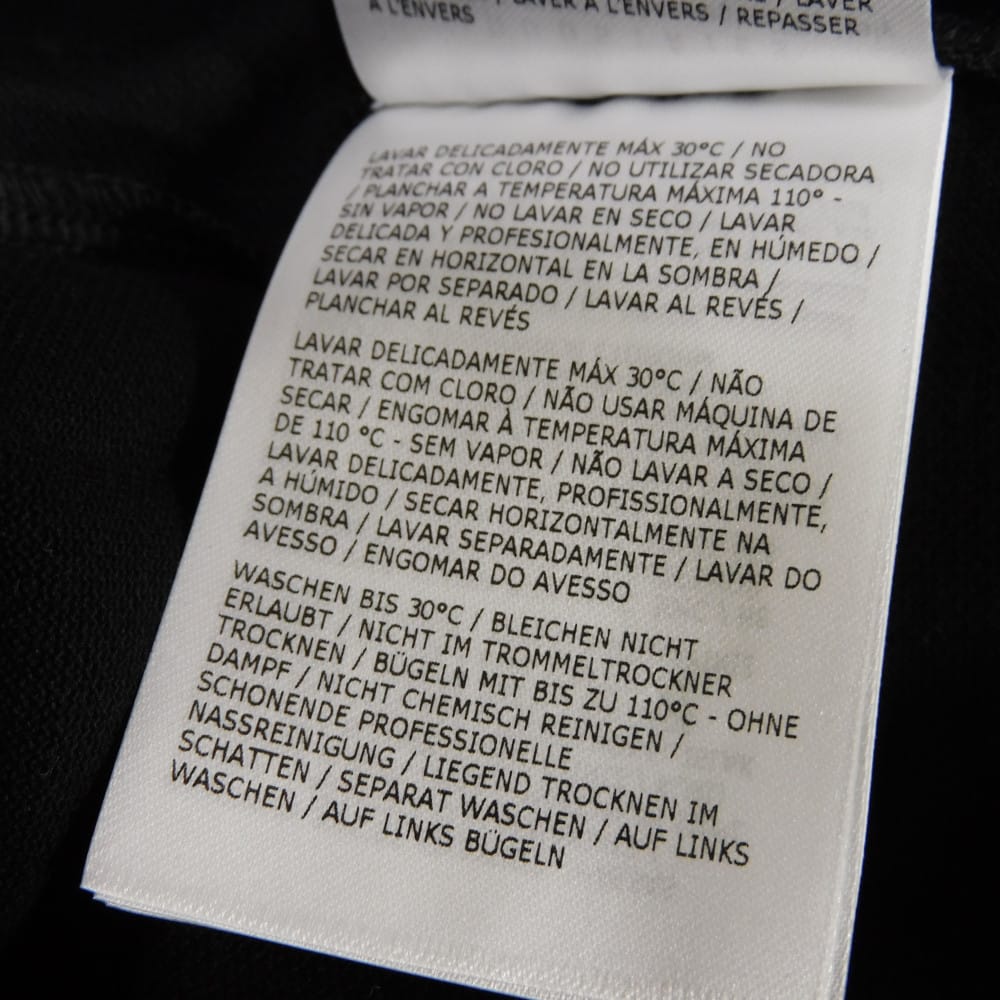 / LAVER À L'ENVERS / REPASSER
À L'ENVERS
LAVAR DELICADAMENTE MÁX 30°C / NO
TRATAR CON CLORO / NO UTILIZAR SECADORA
/ PLANCHAR A TEMPERATURA MÁXIMA 110° -
SIN VAPOR / NO LAVAR EN SECO / LAVAR
DELICADA Y PROFESIONALMENTE, EN HÚMEDO /
SECAR EN HORIZONTAL EN LA SOMBRA /
LAVAR POR SEPARADO / LAVAR AL REVÉS /
PLANCHAR AL REVÉS
LAVAR DELICADAMENTE MÁX 30°C / NÃO
TRATAR COM CLORO / NÃO USAR MÁQUINA DE
SECAR / ENGOMAR À TEMPERATURA MÁXIMA
DE 110 °C - SEM VAPOR / NÃO LAVAR A SECO /
LAVAR DELICADAMENTE, PROFISSIONALMENTE,
A HÚMIDO / SECAR HORIZONTALMENTE NA
SOMBRA / LAVAR SEPARADAMENTE / LAVAR DO
AVESSO / ENGOMAR DO AVESSO
WASCHEN BIS 30°C / BLEICHEN NICHT
ERLAUBT / NICHT IM TROMMELTROCKNER
TROCKNEN / BÜGELN MIT BIS ZU 110°C - OHNE
DAMPF / NICHT CHEMISCH REINIGEN /
SCHONENDE PROFESSIONELLE
NASSREINIGUNG / LIEGEND TROCKNEN IM
SCHATTEN / SEPARAT WASCHEN / AUF LINKS
WASCHEN / AUF LINKS BÜGELN